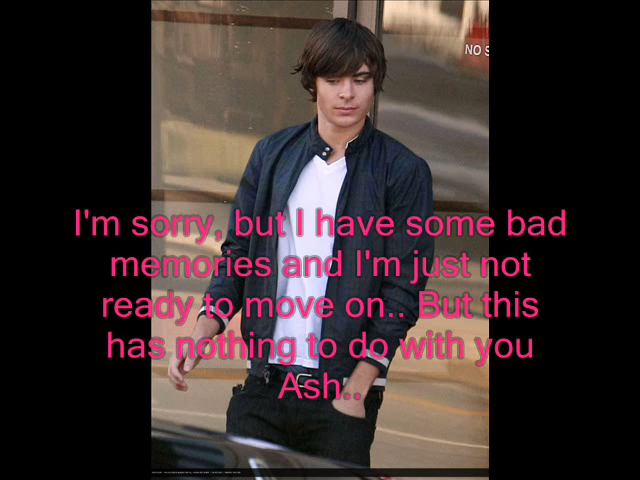 NO S
I'm sorry, but I have some bad
memories and I'm just not
ready to move on.. But this
has nothing to do with you
Ash..